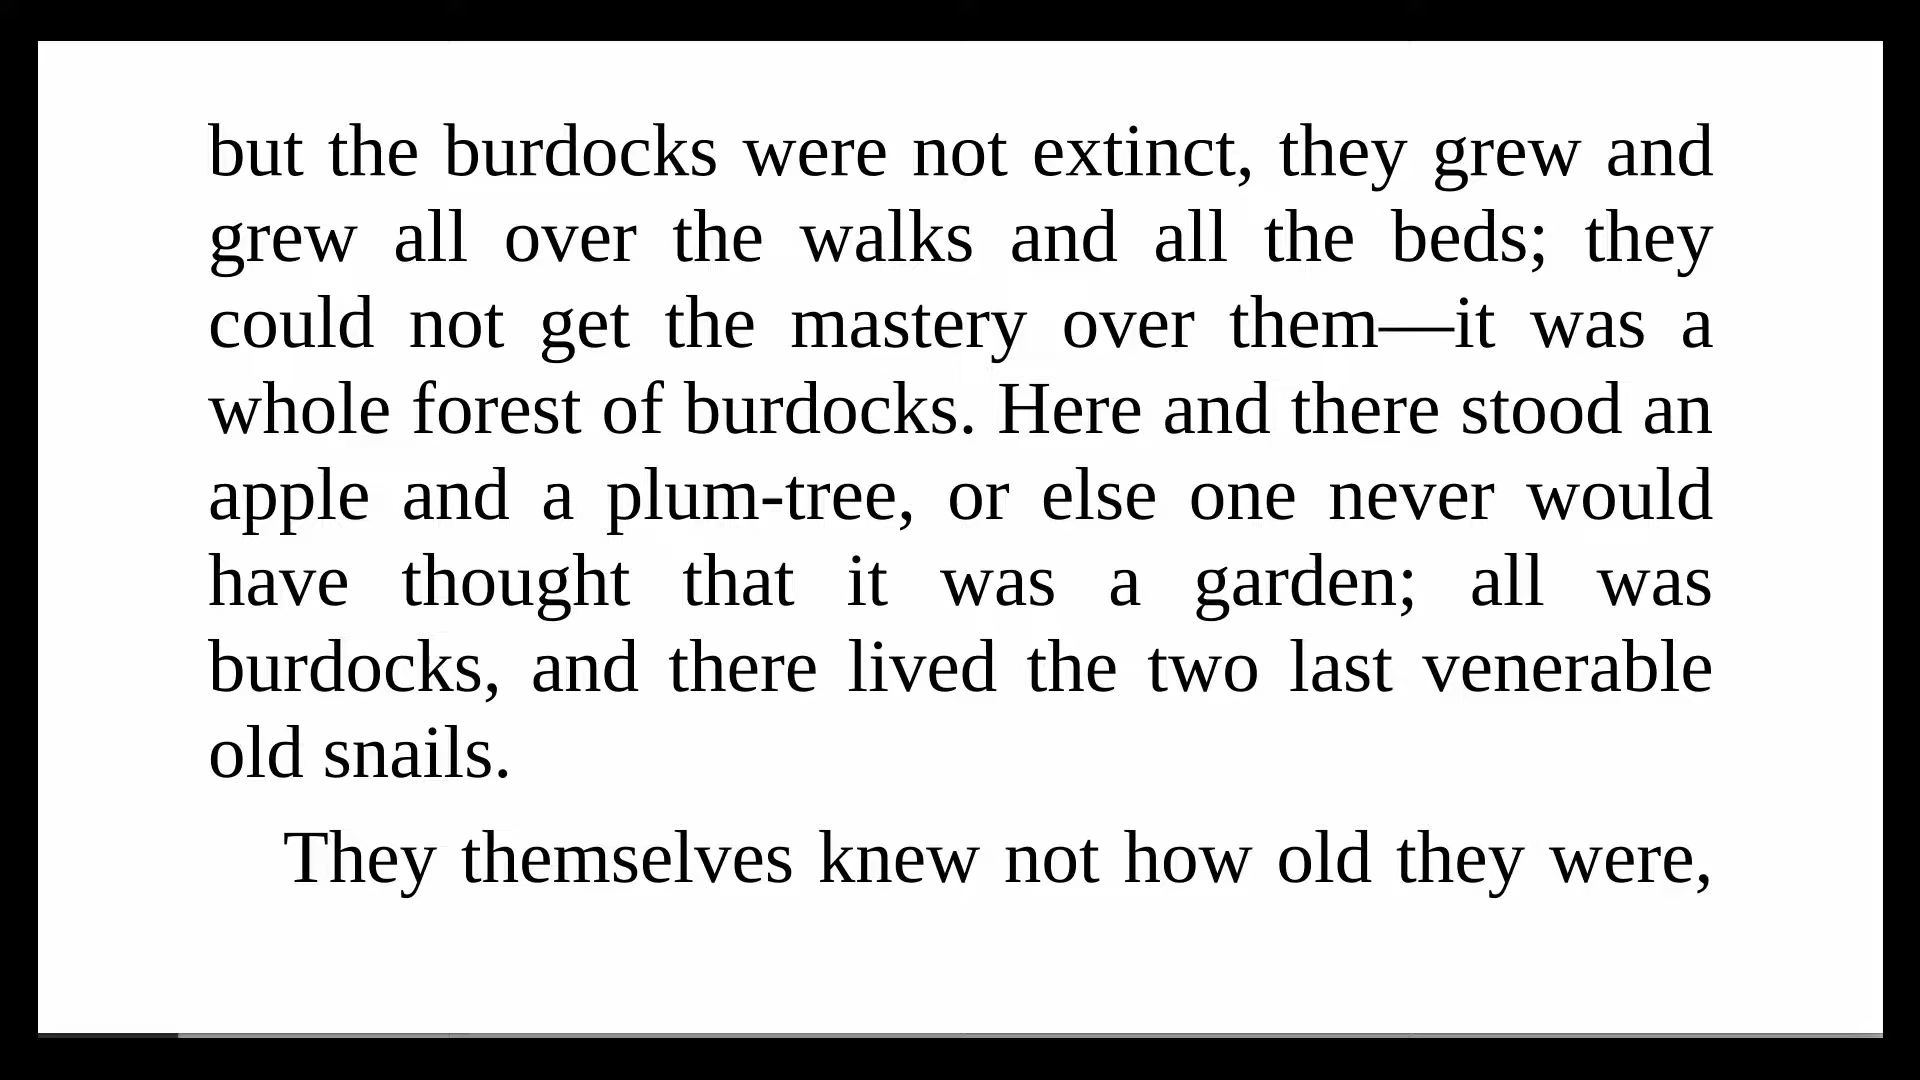 but the burdocks were not extinct, they grew and
grew all over the walks and all the beds; they
could not get the mastery over them—it was a
whole forest of burdocks. Here and there stood an
apple and a plum-tree, or else one never would
have thought that it was a garden; all was
burdocks, and there lived the two last venerable
old snails.
They themselves knew not how old they were,